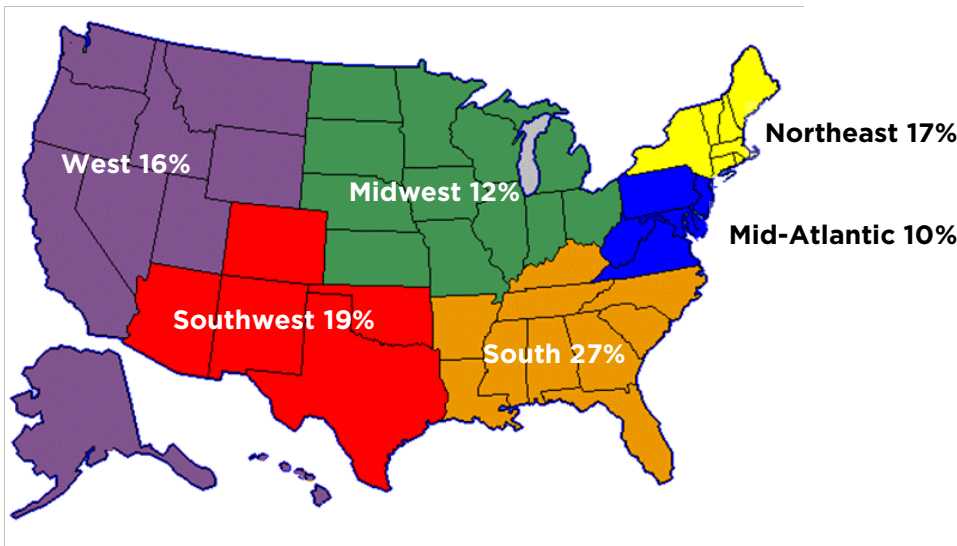 Northeast 17%
West 16%
Midwest 12%
Mid-Atlantic 10%
Southwest 19%
South 27%